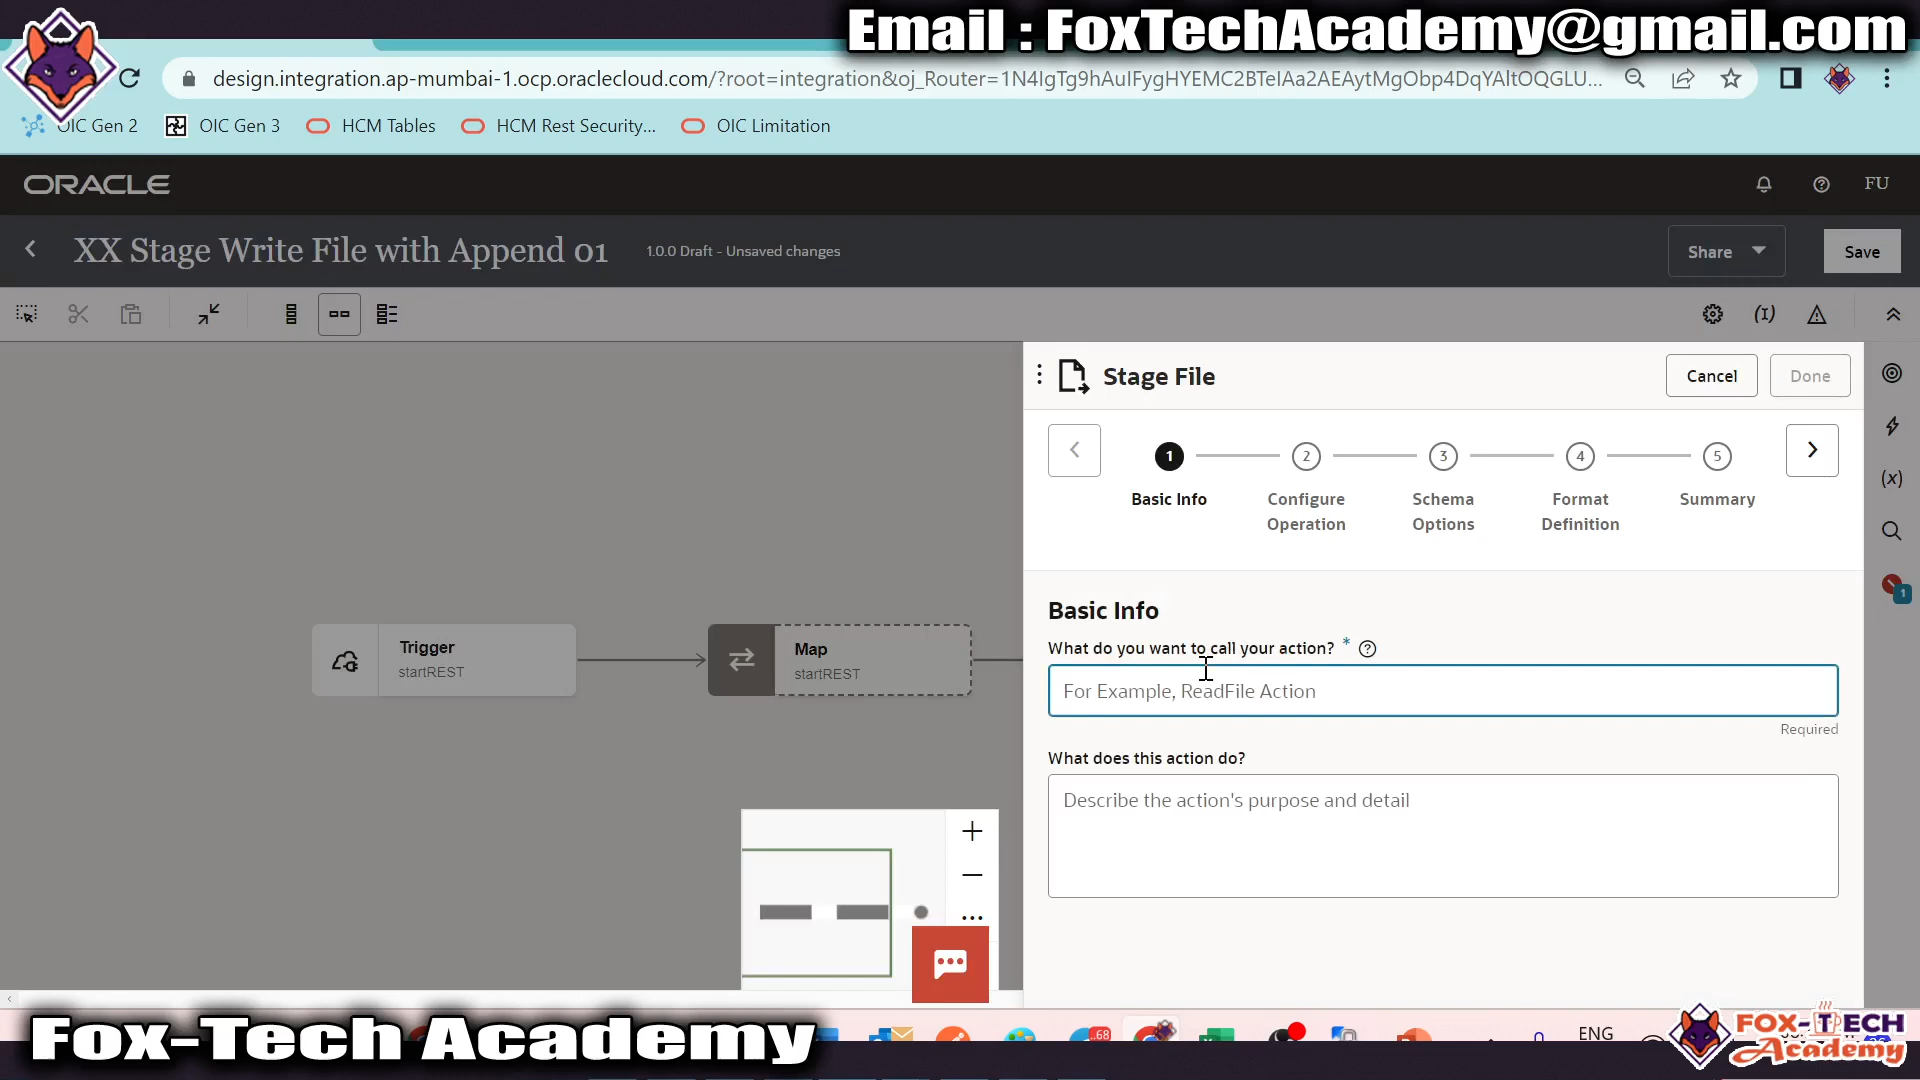 Email : FoxTechAcademy@gmail.com
design.integration.ap-mumbai-1.ocp.oraclecloud.com/?root=integration&oj_Router=1N4IgTg9hAuIFygHYEMC2BTeIAa2AEAytMgObp4DqYAltOQGLU...
OIC Gen 2
OIC Gen 3
HCM Tables
HCM Rest Security...
OIC Limitation
ORACLE
FU
XX Stage Write File with Append 01
1.0.0 Draft - Unsaved changes
Share
Save
Stage File
Cancel
Done
1
2
3
4
5
Basic Info
Configure Operation
Schema Options
Format Definition
Summary
1
Basic Info
What do you want to call your action? *
For Example, ReadFile Action
Required
Trigger
startREST
Map
startREST
What does this action do?
Describe the action's purpose and detail
Fox-Tech Academy
.68
ENG
FOX-TECH
Academy